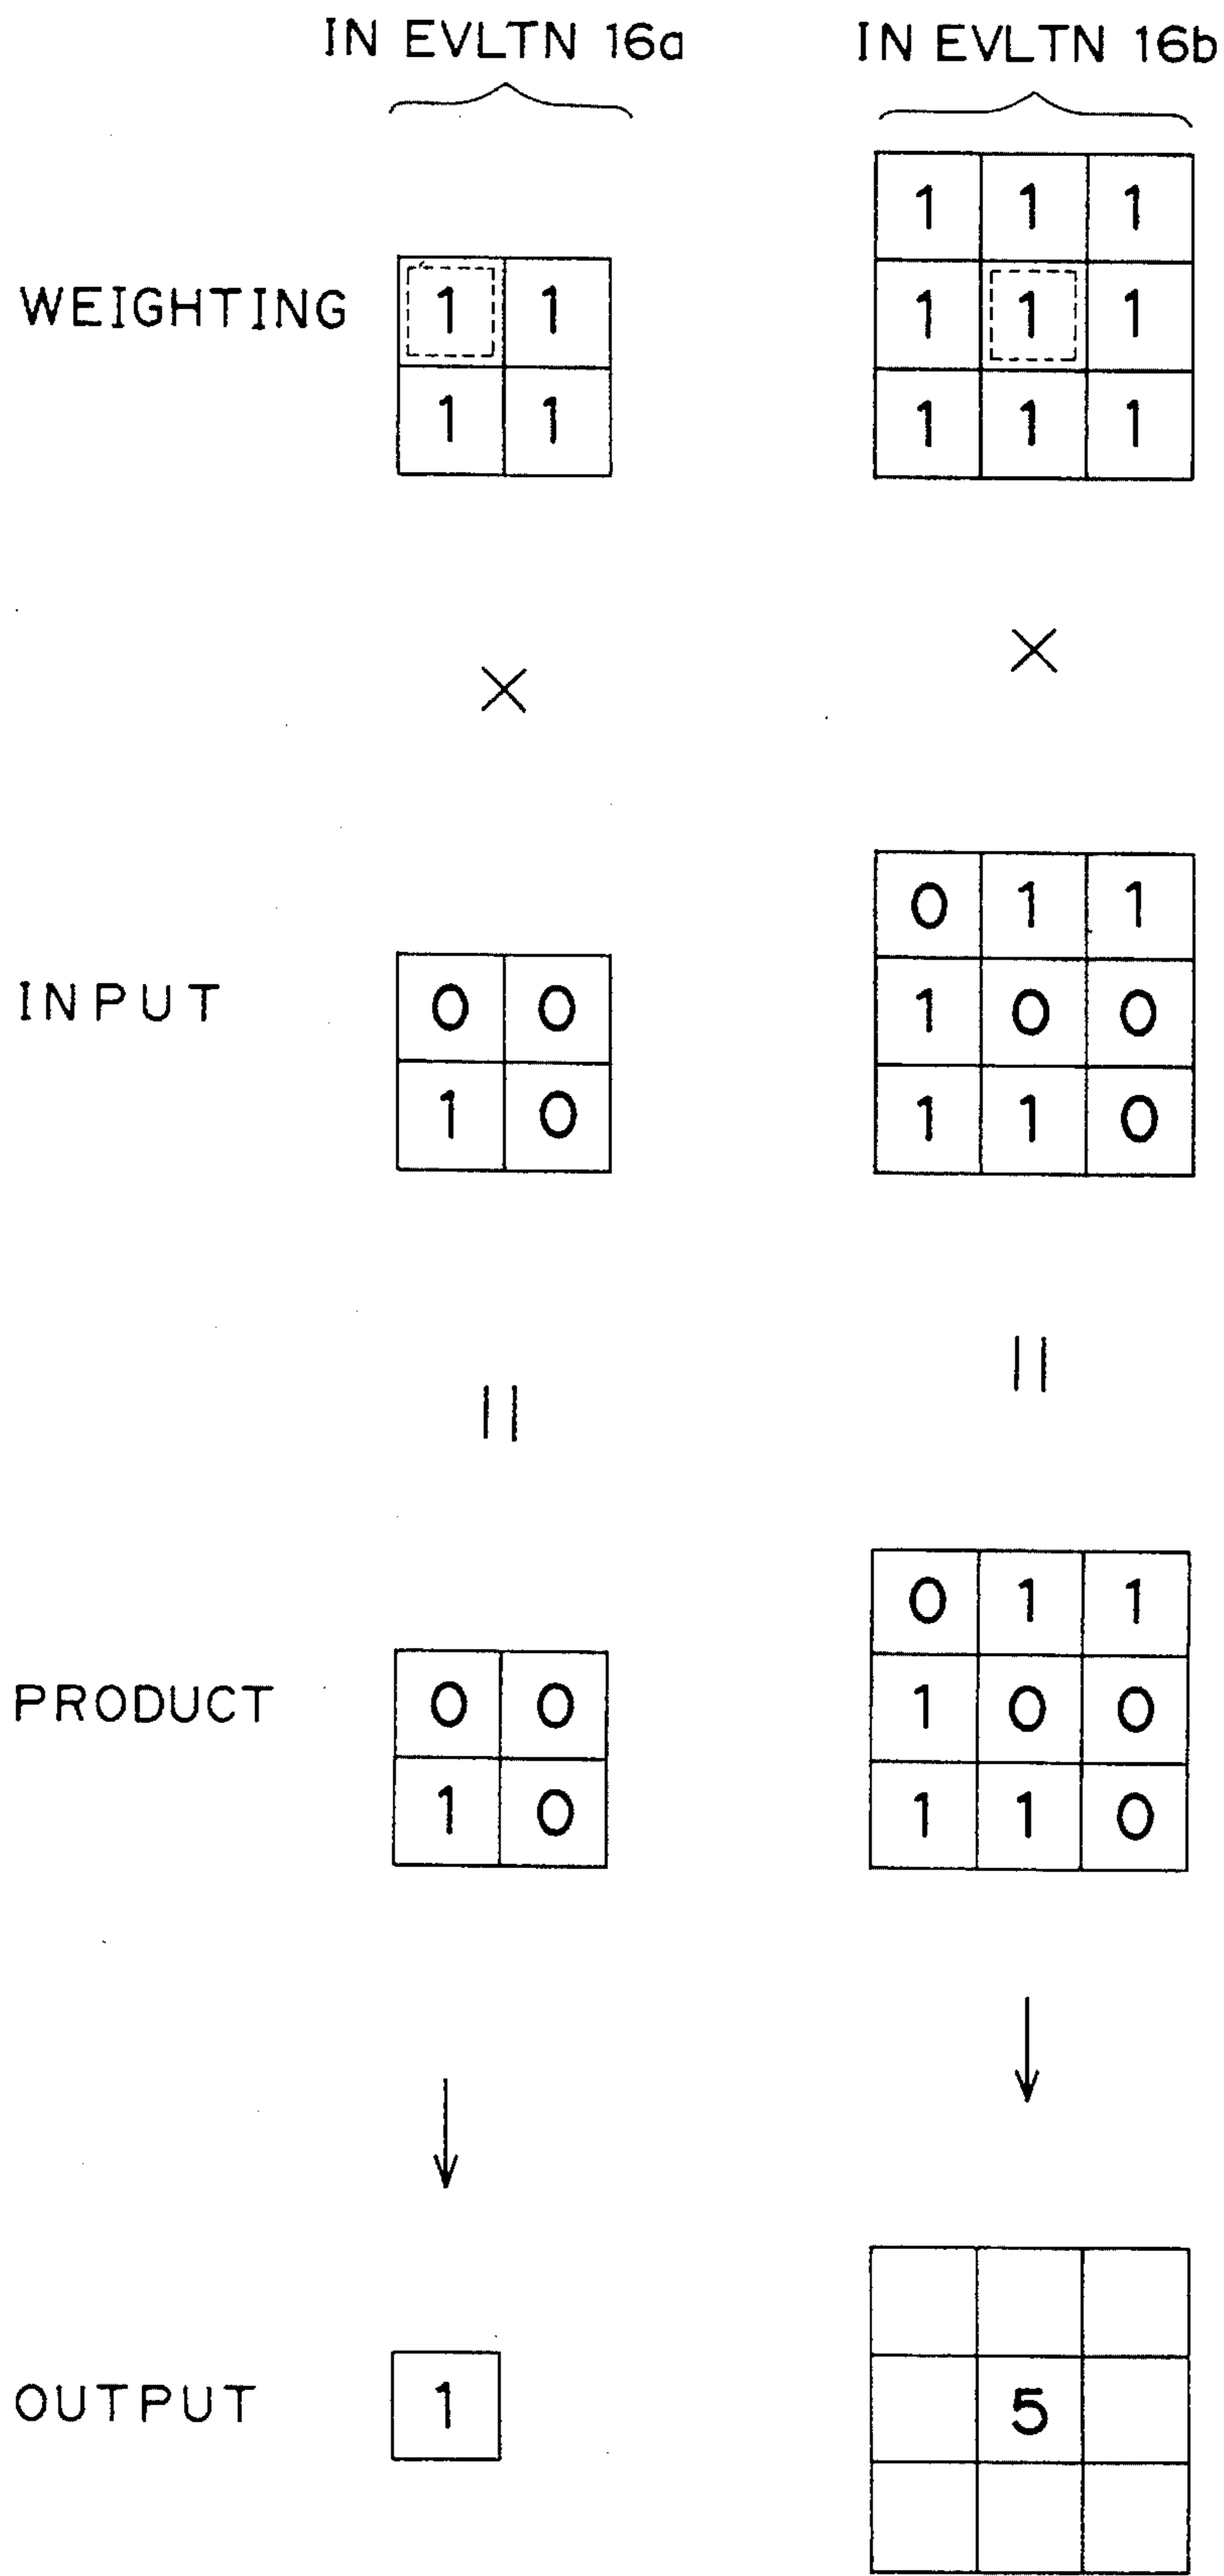 IN EVLTN 16a IN EVLTN 16b
1 1 1
WEIGHTING 1 1 1 1 1
1 1 1 1 1
× ×
0 1 1
INPUT 0 0 1 0 0
1 0 1 1 0
|| ||
0 1 1
PRODUCT 0 0 1 0 0
1 0 1 1 0
OUTPUT 1 5